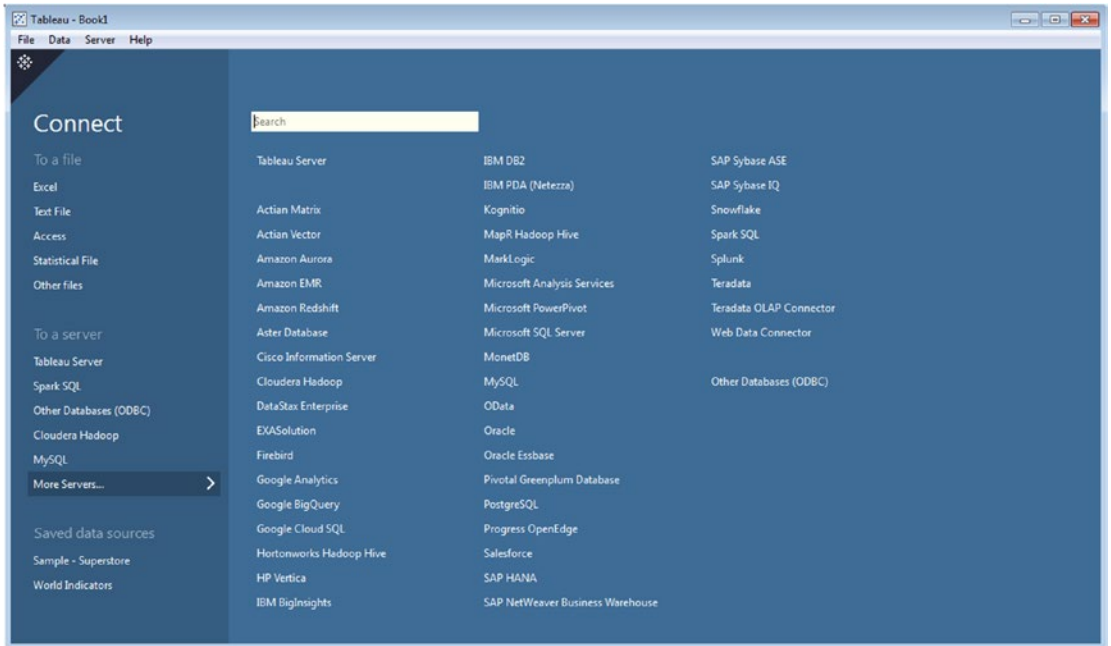 Tableau - Book1
File Data Server Help
Connect
To a file
Excel
Text File
Access
Statistical File
Other files
To a server
Tableau Server
Spark SQL
Other Databases (ODBC)
Cloudera Hadoop
MySQL
More Servers...
Saved data sources
Sample - Superstore
World Indicators
Search
Tableau Server
Actian Matrix
Actian Vector
Amazon Aurora
Amazon EMR
Amazon Redshift
Aster Database
Cisco Information Server
Cloudera Hadoop
DataStax Enterprise
EXASolution
Firebird
Google Analytics
Google BigQuery
Google Cloud SQL
Hortonworks Hadoop Hive
HP Vertica
IBM BigInsights
IBM DB2
IBM PDA (Netezza)
Kognitio
MapR Hadoop Hive
MarkLogic
Microsoft Analysis Services
Microsoft PowerPivot
Microsoft SQL Server
MonetDB
MySQL
OData
Oracle
Oracle Essbase
Pivotal Greenplum Database
PostgreSQL
Progress OpenEdge
Salesforce
SAP HANA
SAP NetWeaver Business Warehouse
SAP Sybase ASE
SAP Sybase IQ
Snowflake
Spark SQL
Splunk
Teradata
Teradata OLAP Connector
Web Data Connector
Other Databases (ODBC)